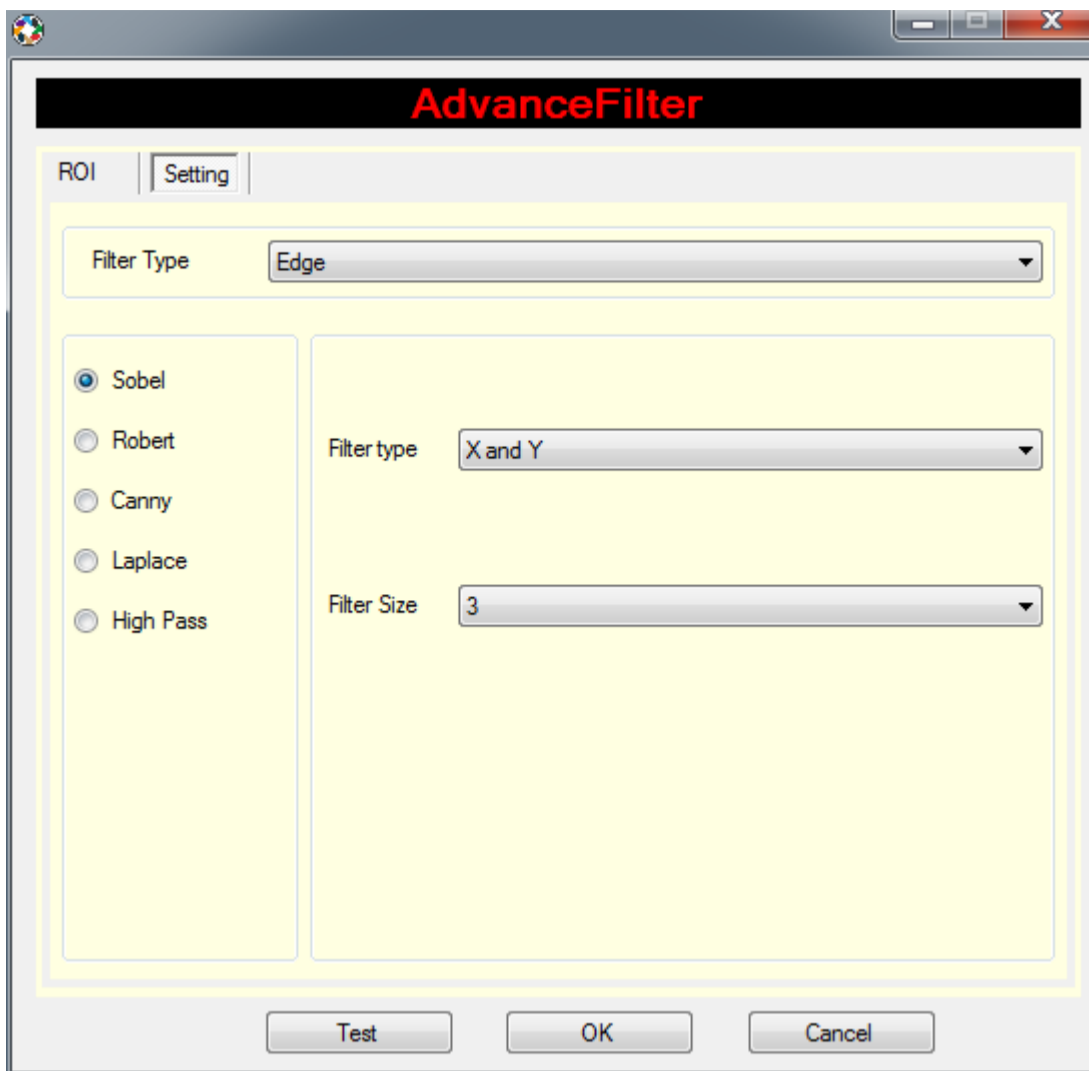 AdvanceFilter
ROI Setting
Filter Type Edge
Sobel
Robert
Canny
Laplace
High Pass
Filter type X and Y
Filter Size 3
Test OK Cancel